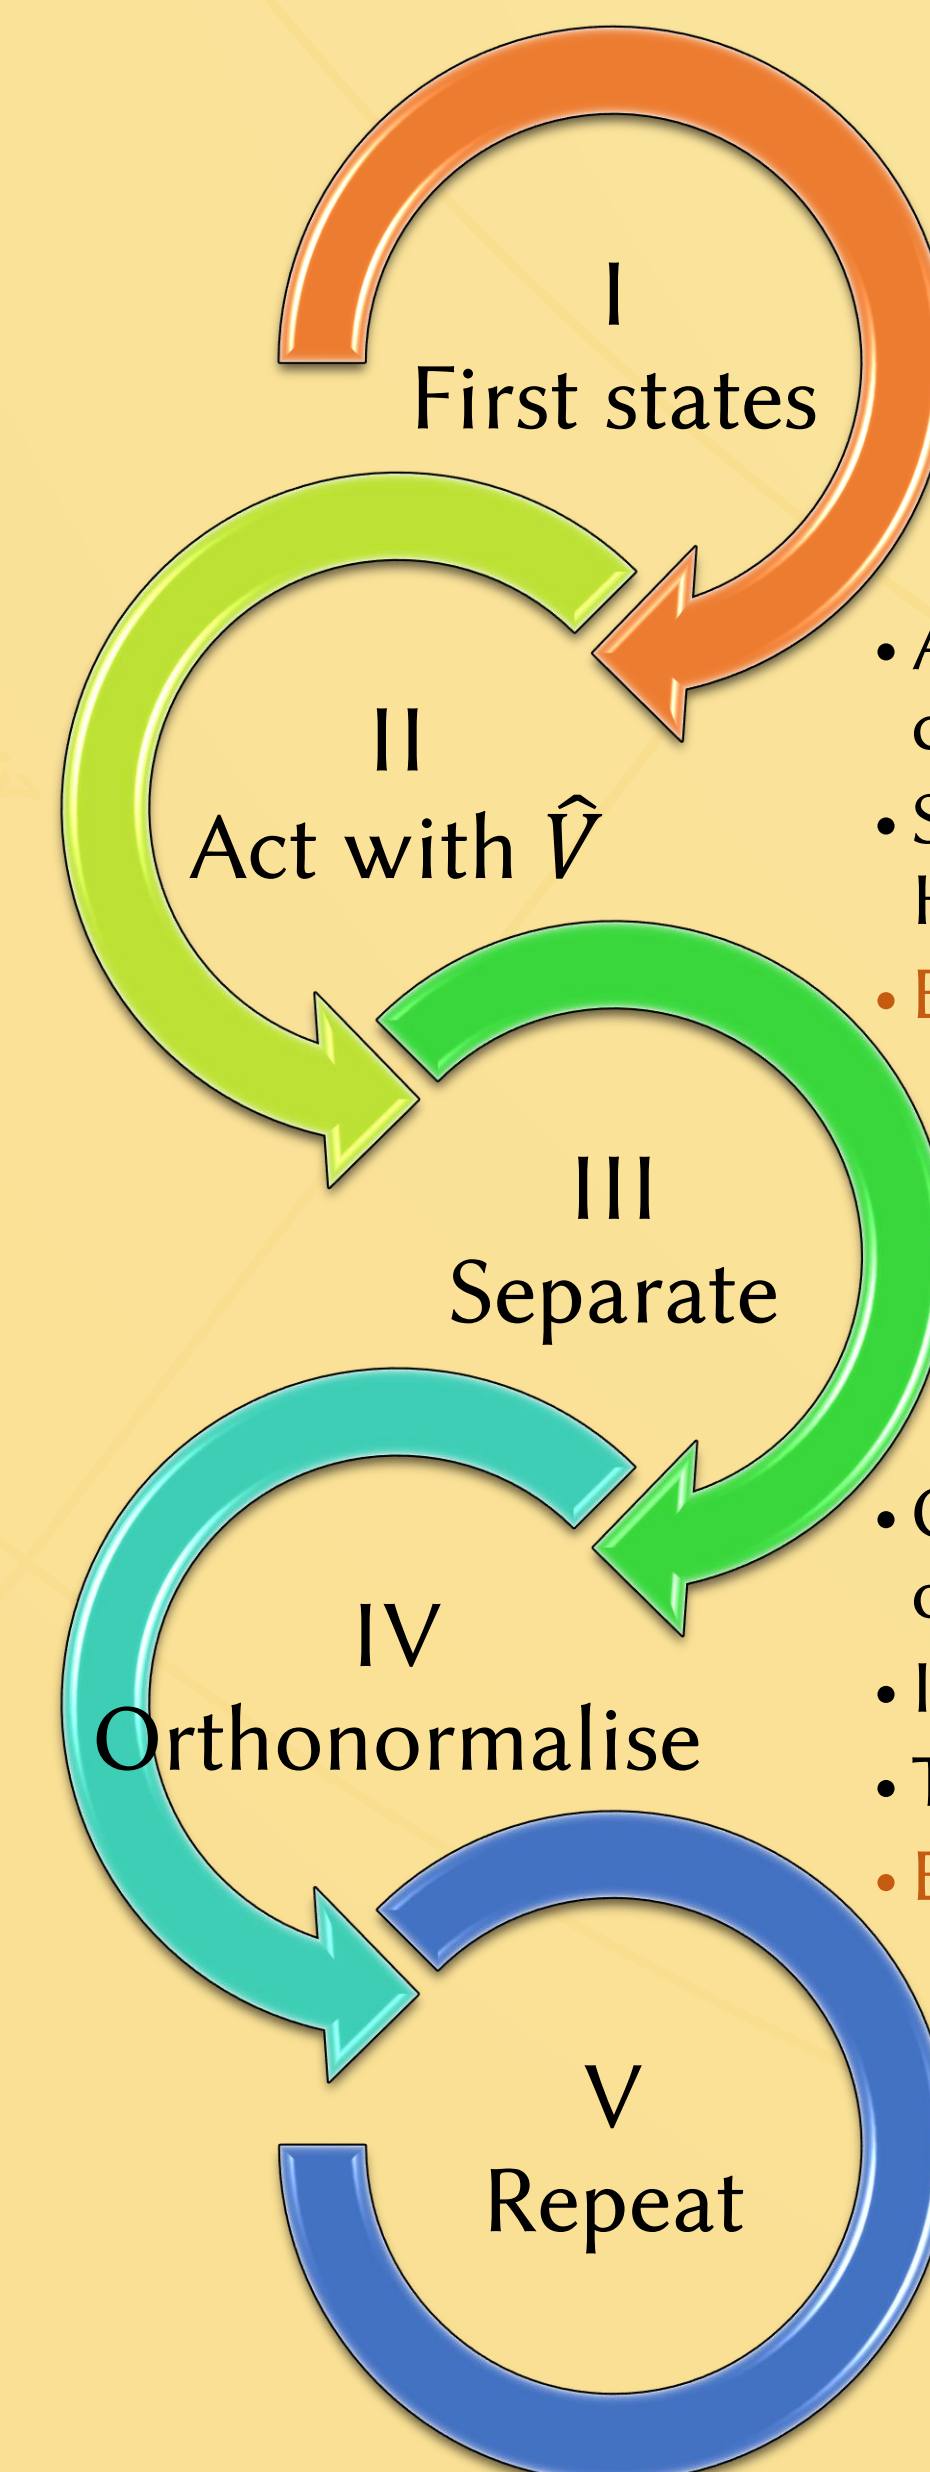 I
First states
II
Act with V̂
III
Separate
IV
Orthonormalise
V
Repeat